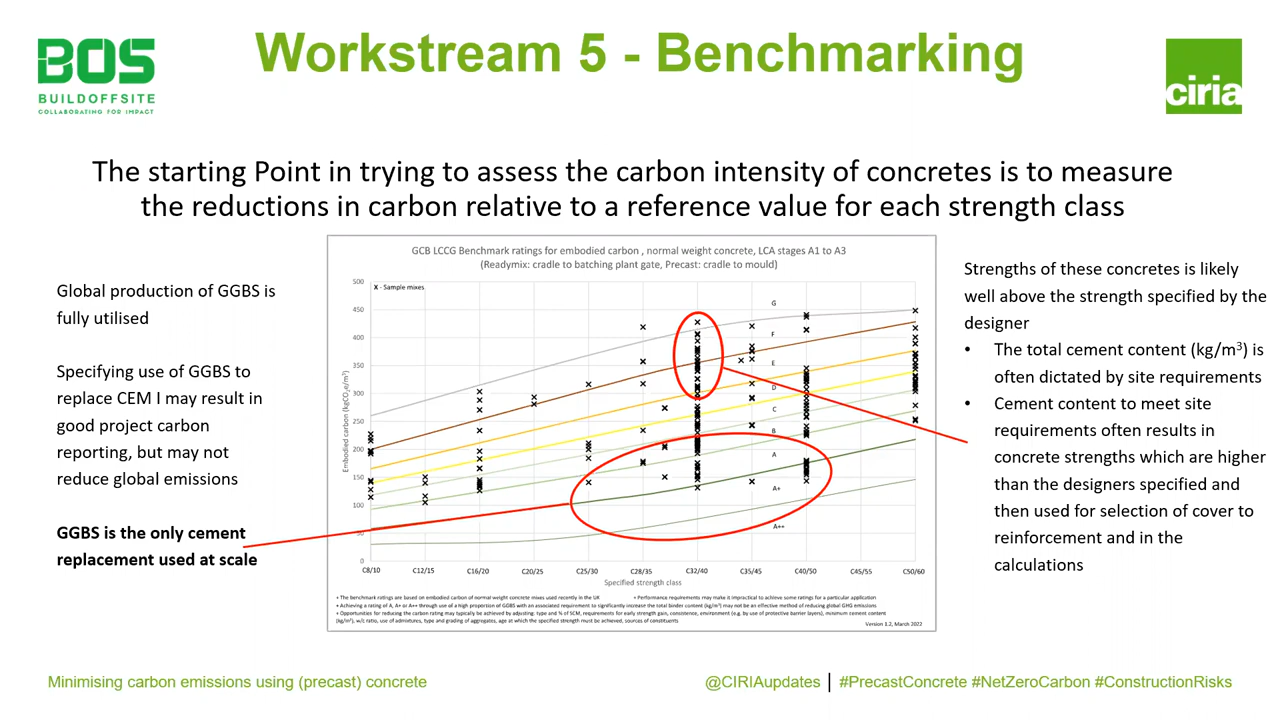 BOS
BUILDOFFSITE
COLLABORATING FOR IMPACT
Workstream 5 - Benchmarking
ciria
The starting Point in trying to assess the carbon intensity of concretes is to measure
the reductions in carbon relative to a reference value for each strength class
Global production of GGBS is
fully utilised
Specifying use of GGBS to
replace CEM I may result in
good project carbon
reporting, but may not
reduce global emissions
GGBS is the only cement
replacement used at scale
GCB LCCG Benchmark ratings for embodied carbon , normal weight concrete, LCA stages A1 to A3
(Readymix: cradle to batching plant gate, Precast: cradle to mould)
X - Sample mixes
Embodied carbon (kgCO₂e/m³)
500
450
400
350
300
250
200
150
100
50
0
G
F
E
D
C
B
A
A+
A++
C8/10 C12/15 C16/20 C20/25 C25/30 C28/35 C32/40 C35/45 C40/50 C45/55 C50/60
Specified strength class
• The benchmark ratings are based on embodied carbon of normal weight concrete mixes used recently in the UK • Performance requirements may make it impractical to achieve some ratings for a particular application
• Achieving a rating of A, A+ or A++ through use of a high proportion of GGBS with an associated requirement to significantly increase the total binder content (kg/m³) may not be an effective method of reducing global GHG emissions
• Opportunities for reducing the carbon rating may typically be achieved by adjusting: type and % of SCM, requirements for early strength gain, consistence, environment (e.g. by use of protective barrier layers), minimum cement content
(kg/m³), w/c ratio, use of admixtures, type and grading of aggregates, age at which the specified strength must be achieved, sources of constituents
Version 1.2, March 2022
Strengths of these concretes is likely
well above the strength specified by the
designer
• The total cement content (kg/m³) is
often dictated by site requirements
• Cement content to meet site
requirements often results in
concrete strengths which are higher
than the designers specified and
then used for selection of cover to
reinforcement and in the
calculations
Minimising carbon emissions using (precast) concrete
@CIRIAupdates | #PrecastConcrete #NetZeroCarbon #ConstructionRisks